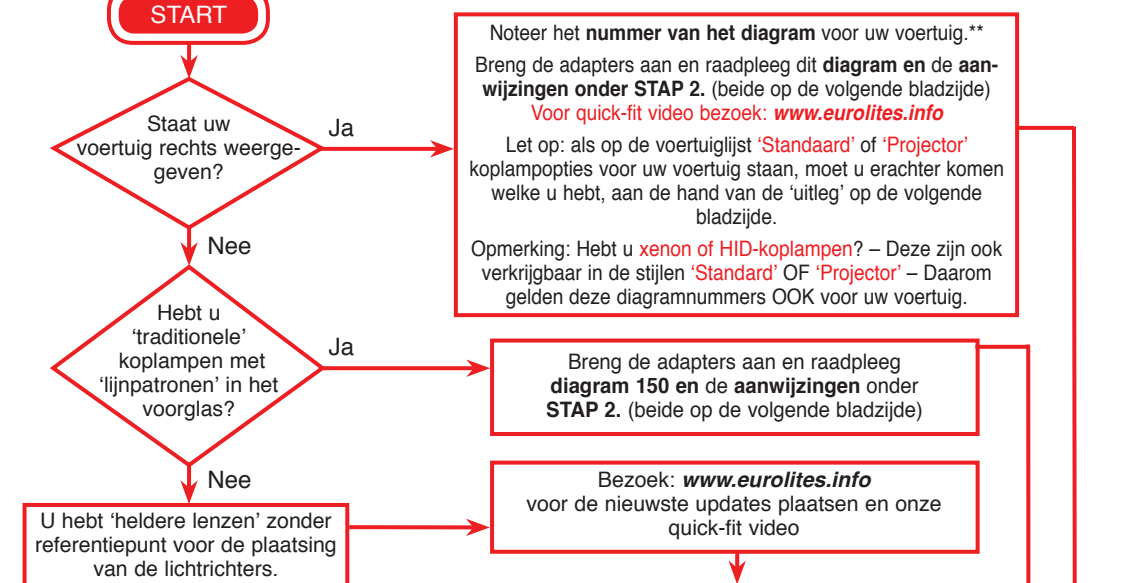 START
Staat uw
voertuig rechts weerge-
geven?
Ja
Noteer het nummer van het diagram voor uw voertuig.**
Breng de adapters aan en raadpleeg dit diagram en de aan-
wijzingen onder STAP 2. (beide op de volgende bladzijde)
Voor quick-fit video bezoek: www.eurolites.info
Let op: als op de voertuiglijst ‘Standaard’ of ‘Projector’
koplampopties voor uw voertuig staan, moet u erachter komen
welke u hebt, aan de hand van de ‘uitleg’ op de volgende
bladzijde.
Opmerking: Hebt u xenon of HID-koplampen? – Deze zijn ook
verkrijgbaar in de stijlen ‘Standard’ OF ‘Projector’ – Daarom
gelden deze diagramnummers OOK voor uw voertuig.
Nee
Hebt u
‘traditionele’
koplampen met
‘lijnpatronen’ in het
voorglas?
Ja
Breng de adapters aan en raadpleeg
diagram 150 en de aanwijzingen onder
STAP 2. (beide op de volgende bladzijde)
Nee
U hebt ‘heldere lenzen’ zonder
referentiepunt voor de plaatsing
van de lichtrichters.
Bezoek: www.eurolites.info
voor de nieuwste updates plaatsen en onze
quick-fit video